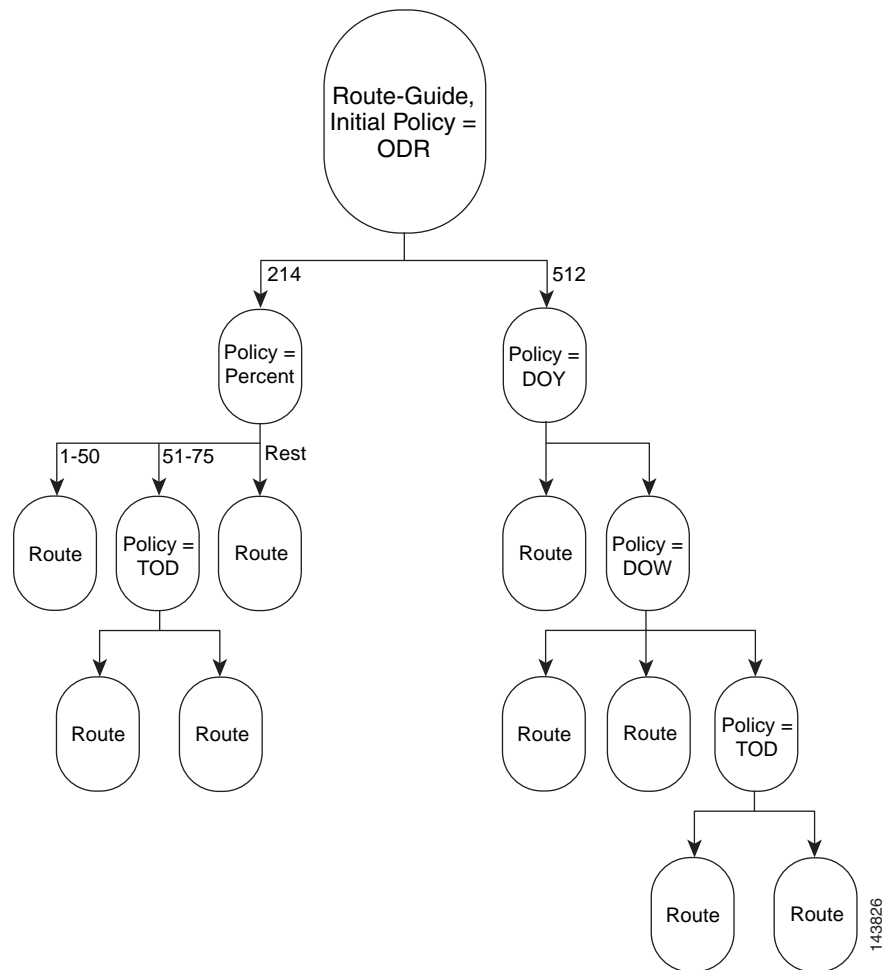 Route-Guide,
Initial Policy =
ODR
214
512
Policy =
Percent
Policy =
DOY
1-50
51-75
Rest
Route
Policy =
TOD
Route
Route
Policy =
DOW
Route
Route
Route
Route
Policy =
TOD
Route
Route
143826